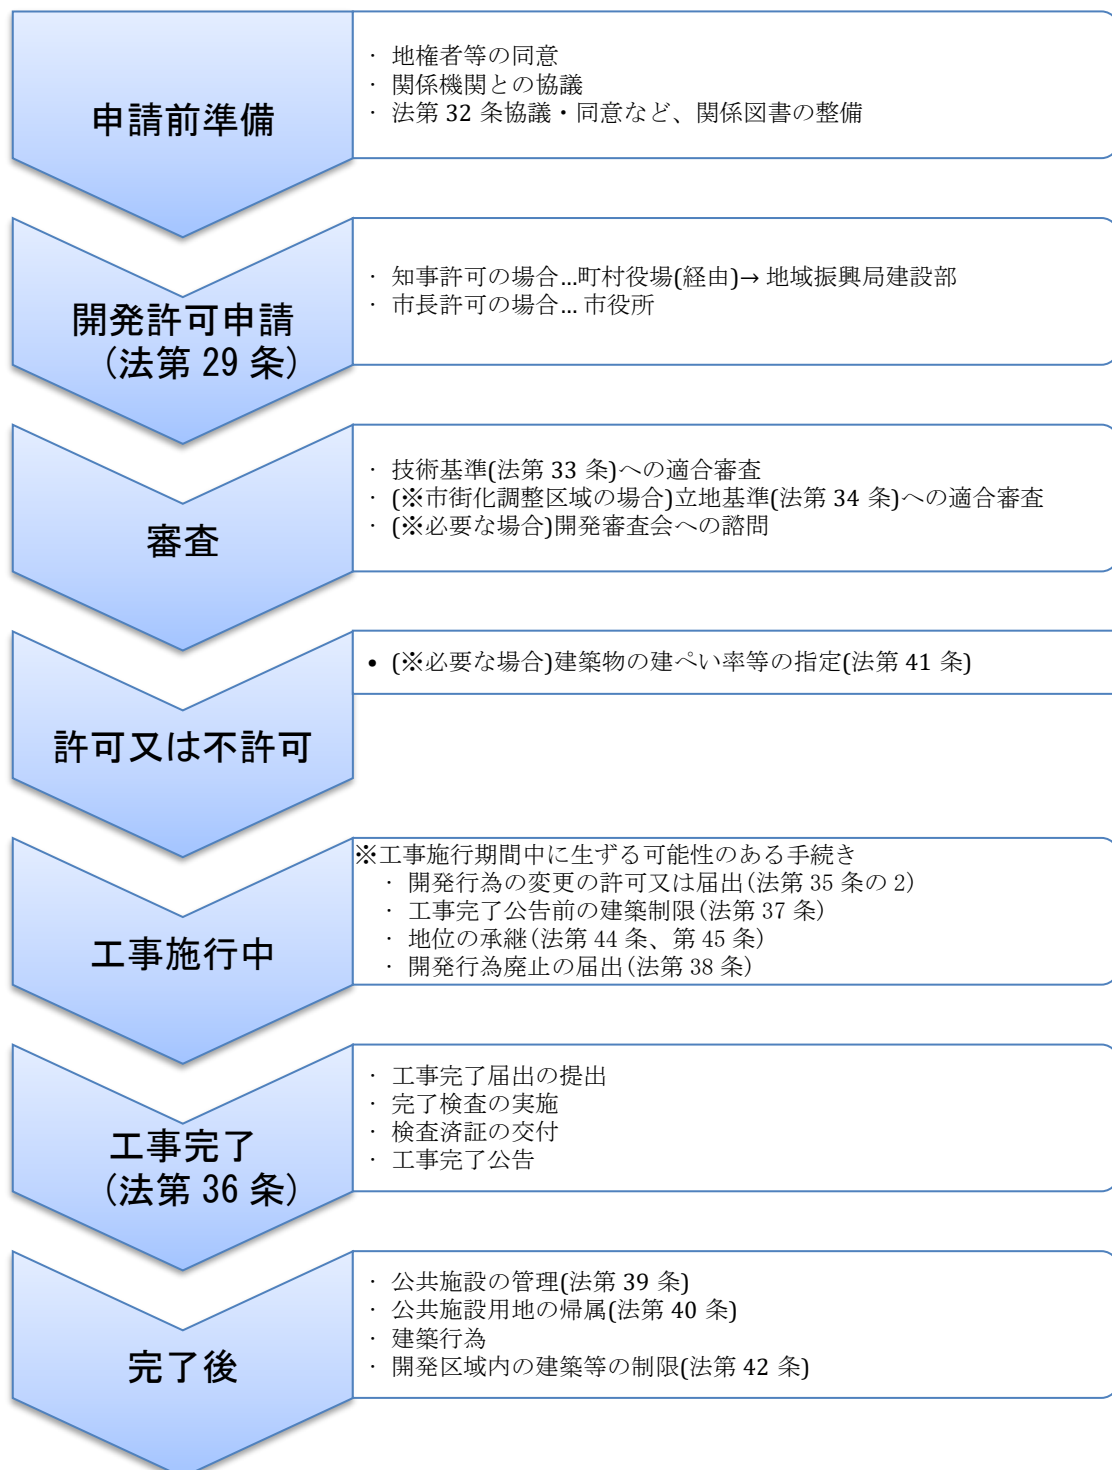 申請前準備
・ 地権者等の同意
・ 関係機関との協議
・ 法第 32 条協議・同意など、関係図書の整備
開発許可申請
(法第 29 条)
・ 知事許可の場合…町村役場(経由)→ 地域振興局建設部
・ 市長許可の場合… 市役所
審査
・ 技術基準(法第 33 条)への適合審査
・ (※市街化調整区域の場合)立地基準(法第 34 条)への適合審査
・ (※必要な場合)開発審査会への諮問
許可又は不許可
• (※必要な場合)建築物の建ぺい率等の指定(法第 41 条)
工事施行中
※工事施行期間中に生ずる可能性のある手続き
・ 開発行為の変更の許可又は届出(法第 35 条の 2)
・ 工事完了公告前の建築制限(法第 37 条)
・ 地位の承継(法第 44 条、第 45 条)
・ 開発行為廃止の届出(法第 38 条)
工事完了
(法第 36 条)
・ 工事完了届出の提出
・ 完了検査の実施
・ 検査済証の交付
・ 工事完了公告
完了後
・ 公共施設の管理(法第 39 条)
・ 公共施設用地の帰属(法第 40 条)
・ 建築行為
・ 開発区域内の建築等の制限(法第 42 条)